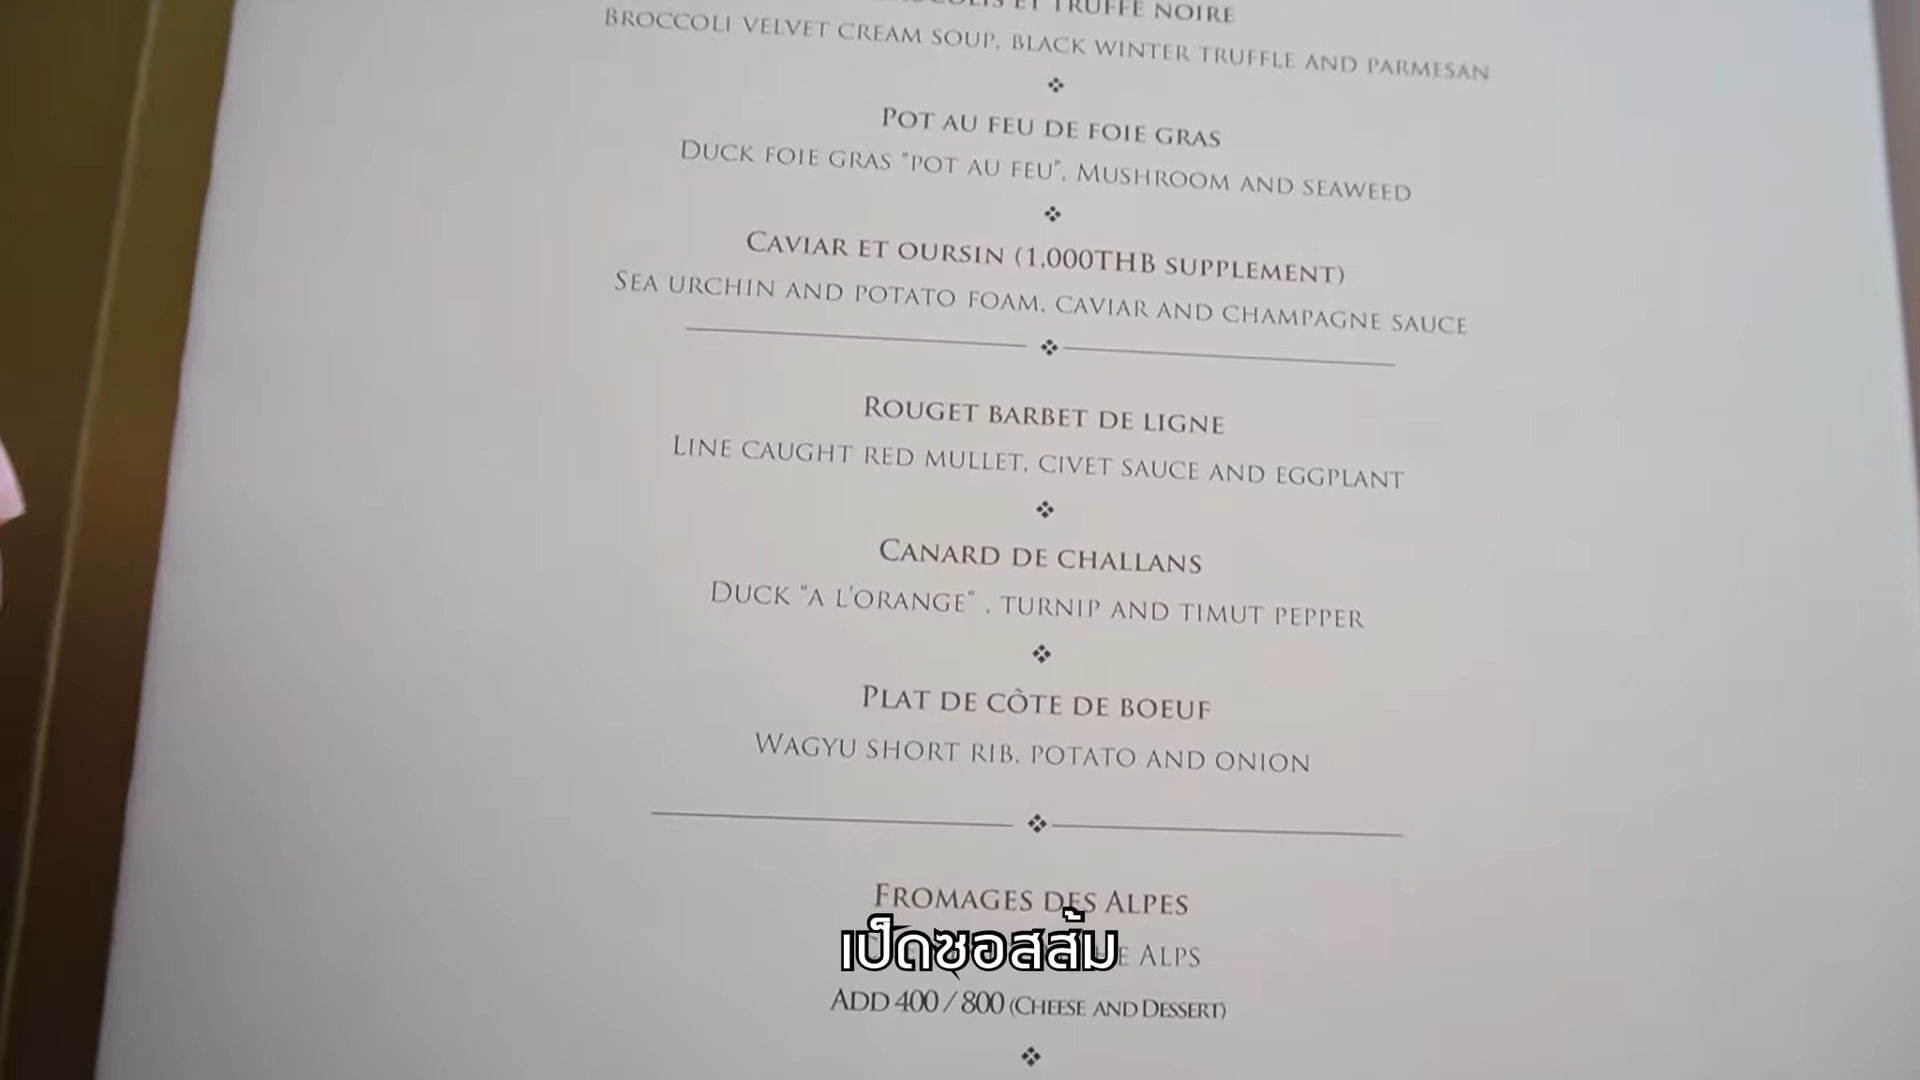 ET TRUFFE NOIRE
BROCCOLI VELVET CREAM SOUP, BLACK WINTER TRUFFLE AND PARMESAN
POT AU FEU DE FOIE GRAS
DUCK FOIE GRAS "POT AU FEU", MUSHROOM AND SEAWEED
CAVIAR ET OURSIN (1,000THB SUPPLEMENT)
SEA URCHIN AND POTATO FOAM, CAVIAR AND CHAMPAGNE SAUCE
ROUGET BARBET DE LIGNE
LINE CAUGHT RED MULLET, CIVET SAUCE AND EGGPLANT
CANARD DE CHALLANS
DUCK "A L'ORANGE" , TURNIP AND TIMUT PEPPER
PLAT DE CÔTE DE BOEUF
WAGYU SHORT RIB, POTATO AND ONION
FROMAGES DES ALPES
ALPS
เป็ดซอสส้ม
ADD 400 / 800 (CHEESE AND DESSERT)